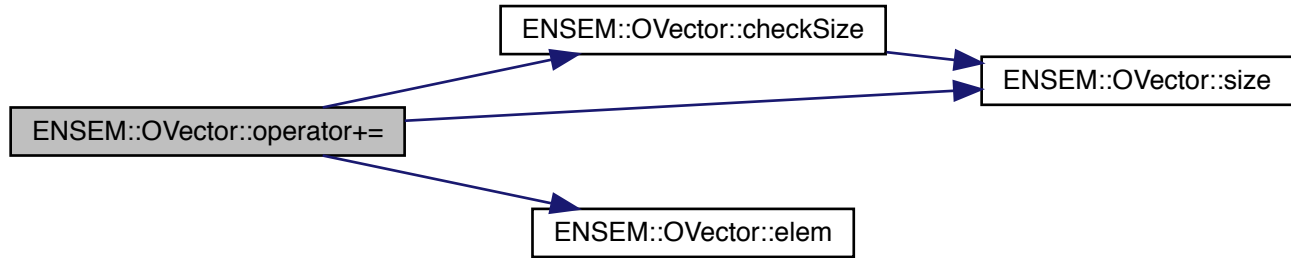 ENSEM::OVector::checkSize
ENSEM::OVector::size
ENSEM::OVector::operator+=
ENSEM::OVector::elem